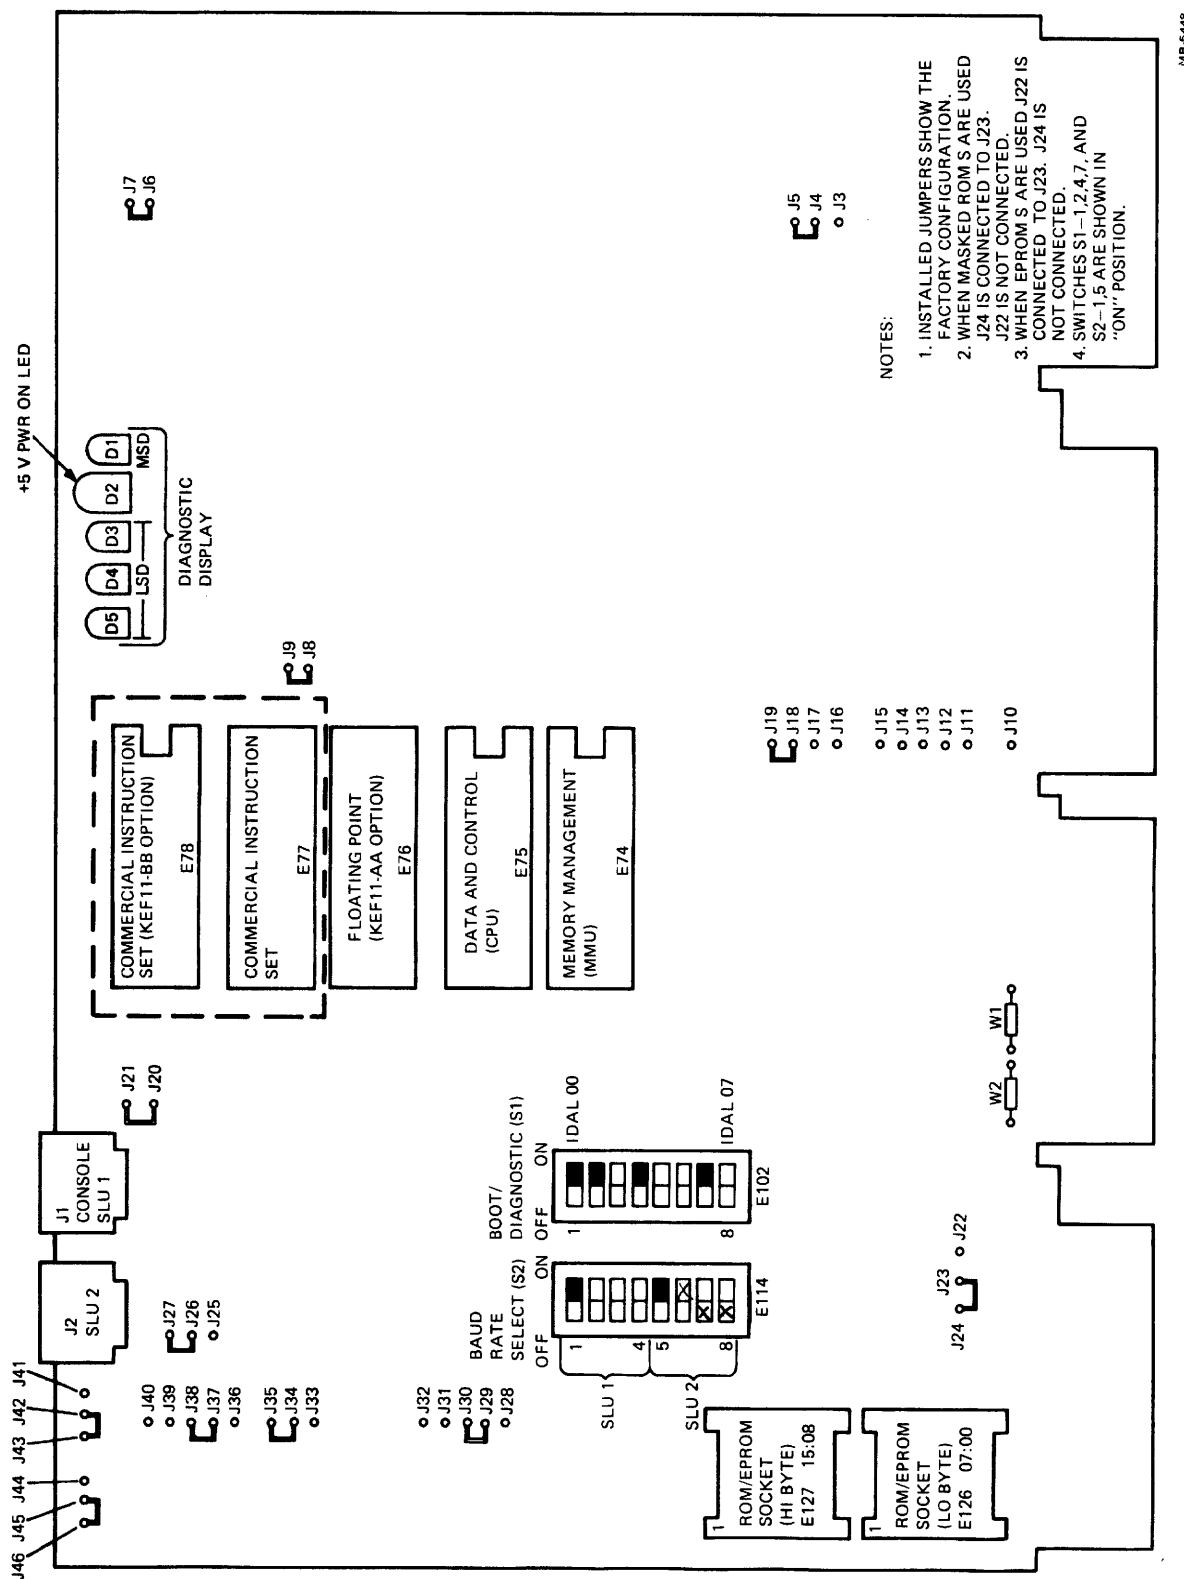 MR-5448
+5 V PWR ON LED
J7
J6
D1
MSD
D2
D3
D4
LSD
D5
DIAGNOSTIC
DISPLAY
J5
J4
J3
NOTES:
1. INSTALLED JUMPERS SHOW THE
FACTORY CONFIGURATION.
2. WHEN MASKED ROM S ARE USED
J24 IS CONNECTED TO J23.
J22 IS NOT CONNECTED.
3. WHEN EPROM S ARE USED J22 IS
CONNECTED TO J23. J24 IS
NOT CONNECTED.
4. SWITCHES S1–1,2,4,7, AND
S2–1,5 ARE SHOWN IN
"ON" POSITION.
J9
J8
COMMERCIAL INSTRUCTION
SET (KEF11-BB OPTION)
E78
COMMERCIAL INSTRUCTION
SET
E77
FLOATING POINT
(KEF11-AA OPTION)
E76
DATA AND CONTROL
(CPU)
E75
MEMORY MANAGEMENT
(MMU)
E74
J19
J18
J17
J16
J15
J14
J13
J12
J11
J10
J21
J20
W1
W2
J1
CONSOLE
SLU 1
J2
SLU 2
BOOT/
DIAGNOSTIC (S1)
OFF ON
1
8
IDAL 00
IDAL 07
E102
BAUD
RATE
SELECT (S2)
OFF ON
1
4
5
8
SLU 1
SLU 2
E114
J27
J26
J25
J24
J23
J22
J41
J42
J43
J44
J45
J46
J40
J39
J38
J37
J36
J35
J34
J33
J32
J31
J30
J29
J28
1
ROM/EPROM
SOCKET
(HI BYTE)
E127 15:08
1
ROM/EPROM
SOCKET
(LO BYTE)
E126 07:00